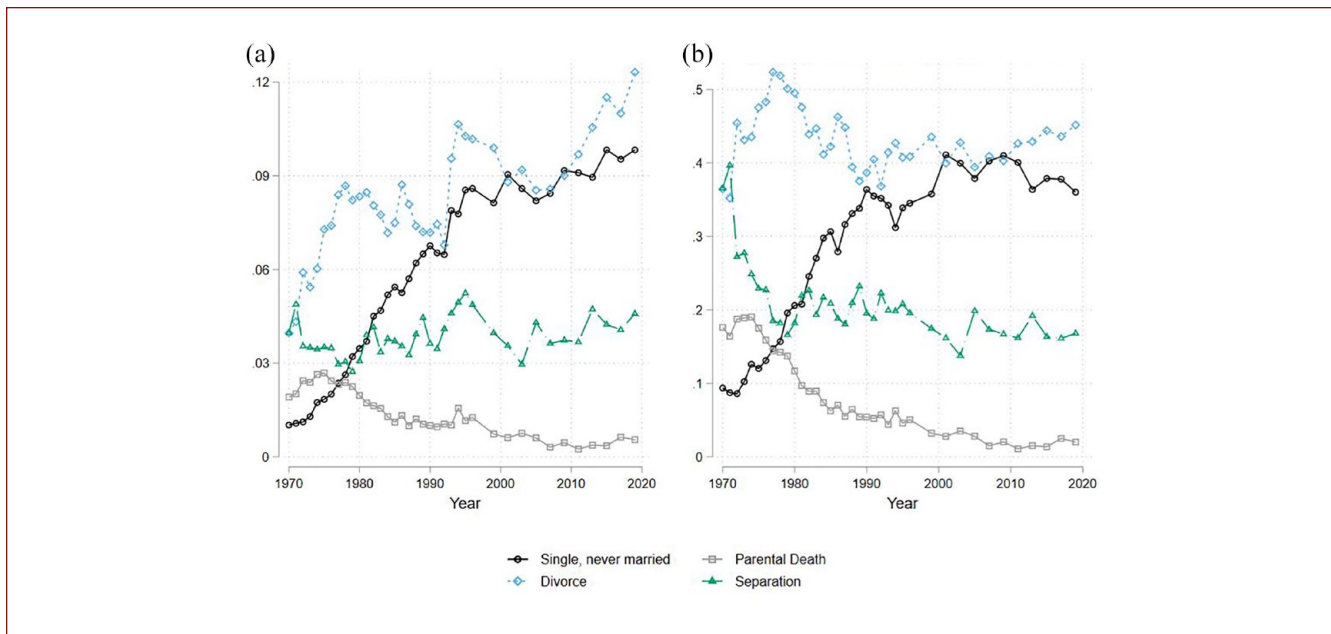 (a) (b)
.12
.09
.06
.03
0
1970 1980 1990 2000 2010 2020
Year
.5
.4
.3
.2
.1
0
1970 1980 1990 2000 2010 2020
Year
Single, never married Parental Death
Divorce Separation